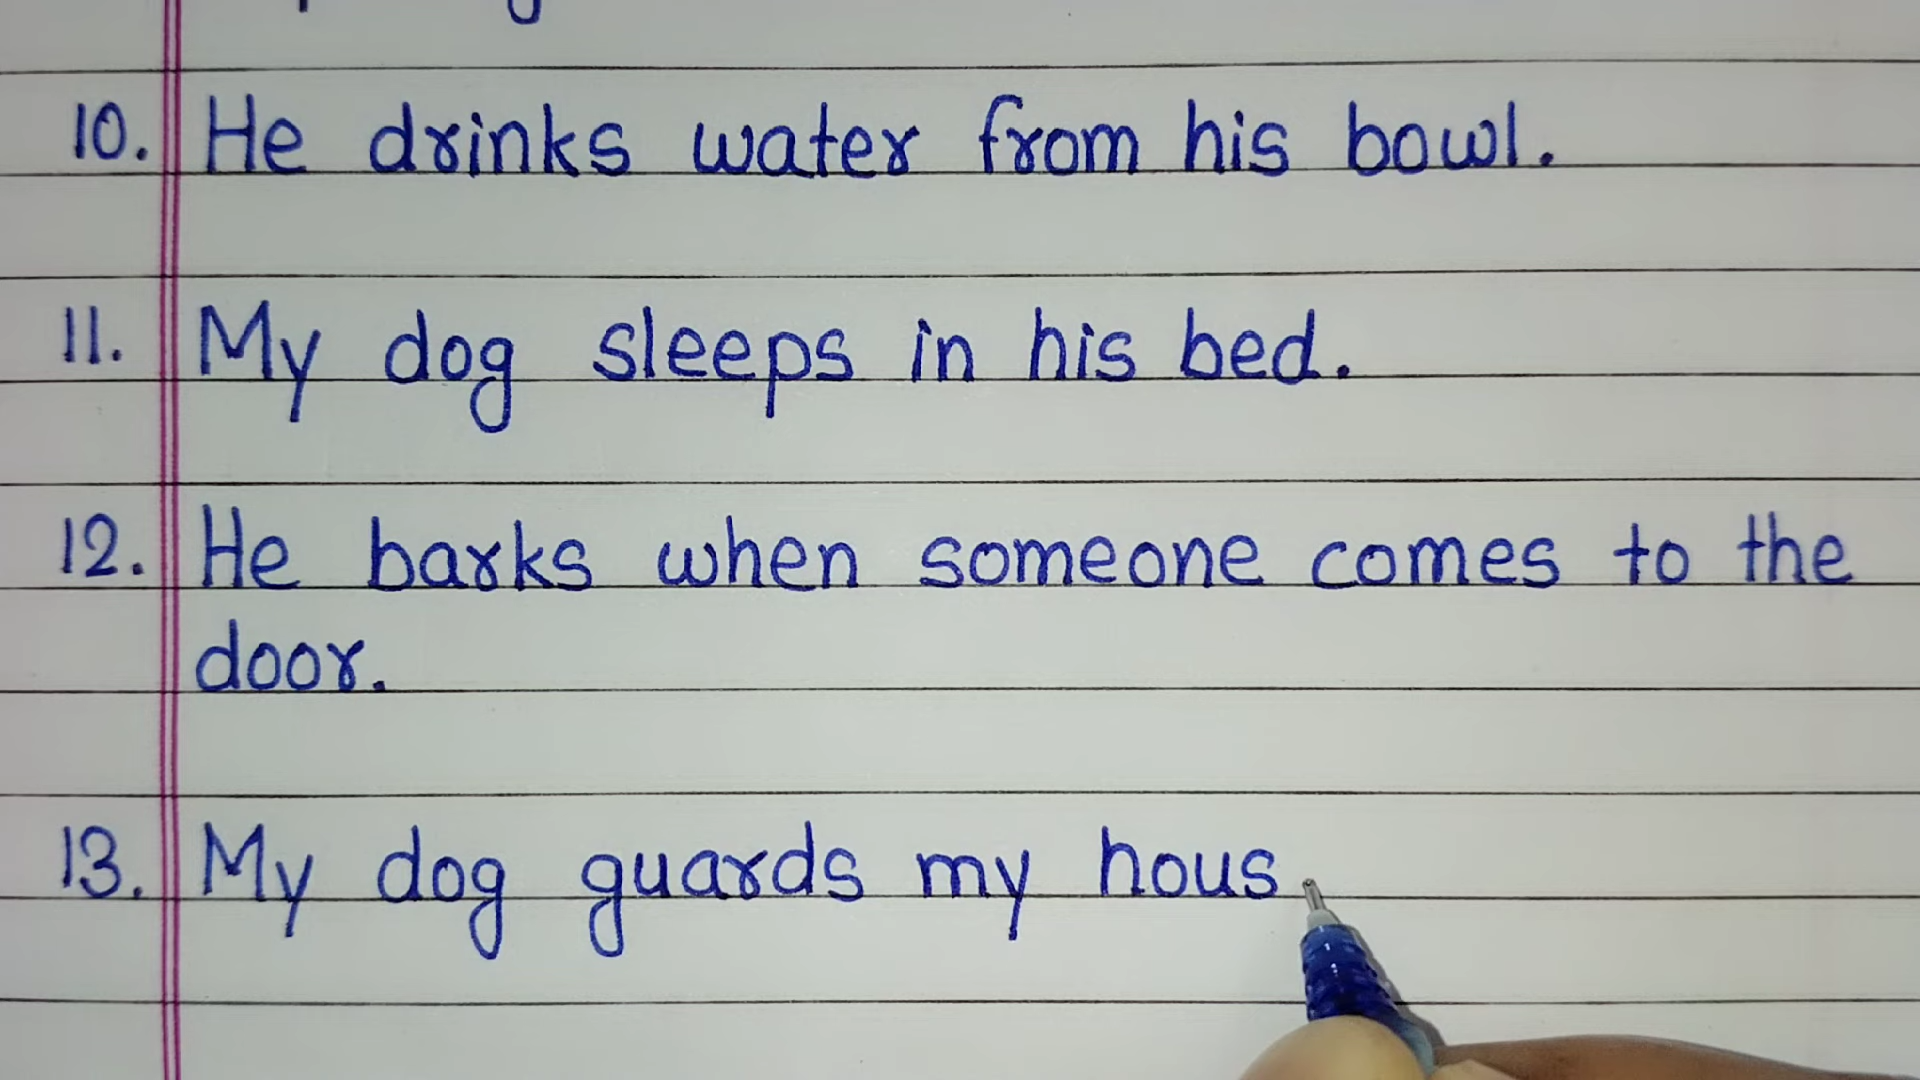 10. He drinks water from his bowl.
11. My dog sleeps in his bed.
12. He barks when someone comes to the
door.
13. My dog guards my hous